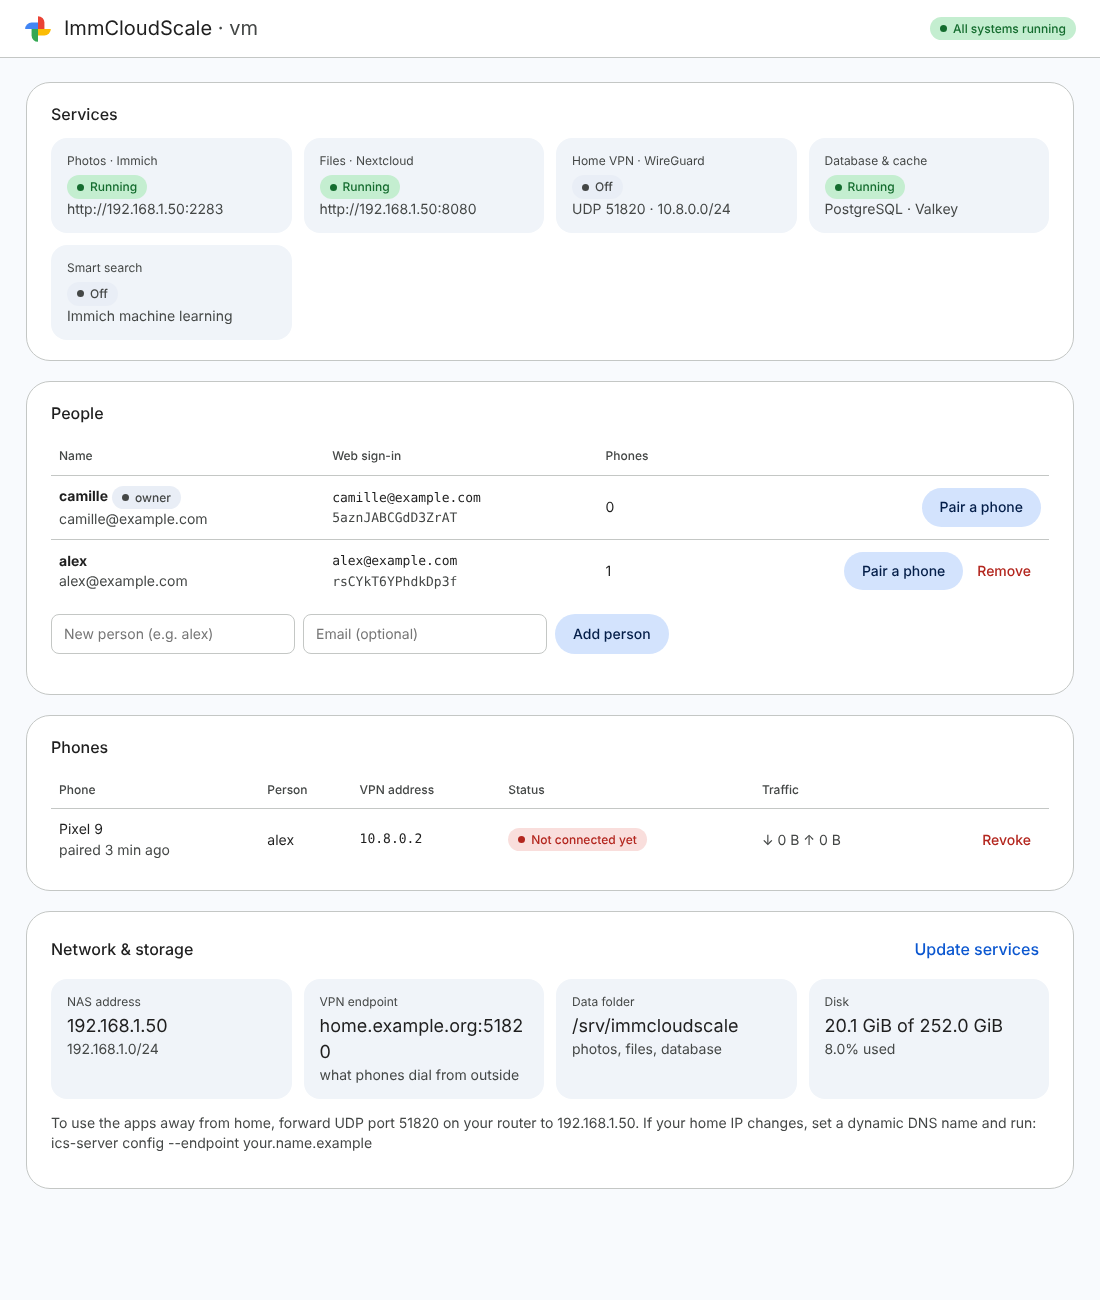 ImmCloudScale · vm
All systems running
Services
Photos · Immich
Running
http://192.168.1.50:2283
Files · Nextcloud
Running
http://192.168.1.50:8080
Home VPN · WireGuard
Off
UDP 51820 · 10.8.0.0/24
Database & cache
Running
PostgreSQL · Valkey
Smart search
Off
Immich machine learning
People
Name Web sign-in Phones
camille owner
camille@example.com
camille@example.com
5aznJABCGdD3ZrAT
0
Pair a phone
alex
alex@example.com
alex@example.com
rsCYkT6YPhdkDp3f
1
Pair a phone Remove
New person (e.g. alex) Email (optional) Add person
Phones
Phone Person VPN address Status Traffic
Pixel 9
paired 3 min ago
alex
10.8.0.2
Not connected yet
↓ 0 B ↑ 0 B
Revoke
Network & storage
Update services
NAS address
192.168.1.50
192.168.1.0/24
VPN endpoint
home.example.org:5182
0
what phones dial from outside
Data folder
/srv/immcloudscale
photos, files, database
Disk
20.1 GiB of 252.0 GiB
8.0% used
To use the apps away from home, forward UDP port 51820 on your router to 192.168.1.50. If your home IP changes, set a dynamic DNS name and run:
ics-server config --endpoint your.name.example